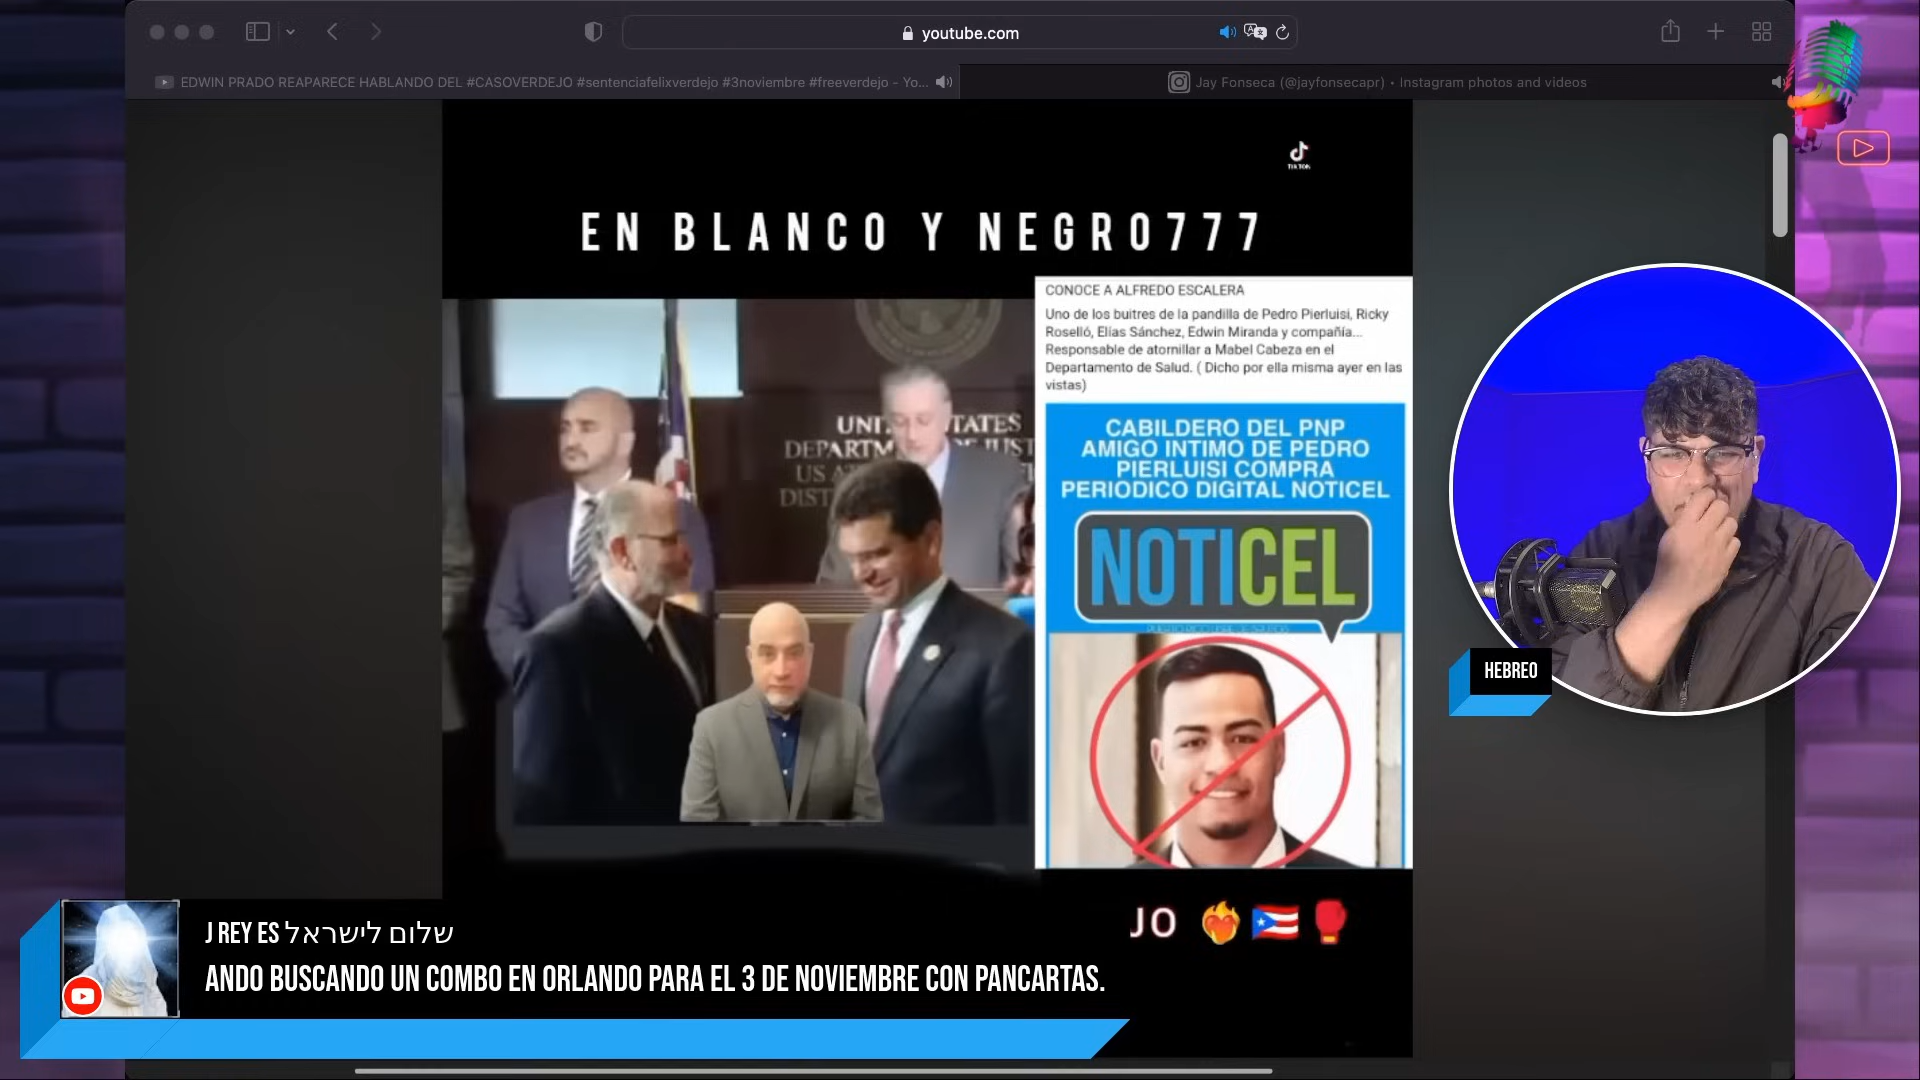 youtube.com
EDWIN PRADO REAPARECE HABLANDO DEL #CASOVERDEJO #sentenciafelixverdejo #3noviembre #freeverdejo - Yo...
Jay Fonseca (@jayfonsecapr) • Instagram photos and videos
TIKTOK
EN BLANCO Y NEGRO777
CONOCE A ALFREDO ESCALERA
Uno de los buitres de la pandilla de Pedro Pierluisi, Ricky
Roselló, Elías Sánchez, Edwin Miranda y compañía...
Responsable de atornillar a Mabel Cabeza en el
Departamento de Salud. ( Dicho por ella misma ayer en las
vistas)
CABILDERO DEL PNP
AMIGO INTIMO DE PEDRO
PIERLUISI COMPRA
PERIODICO DIGITAL NOTICEL
NOTICEL
HEBREO
JO
J REY ES שלום לישראל
ANDO BUSCANDO UN COMBO EN ORLANDO PARA EL 3 DE NOVIEMBRE CON PANCARTAS.